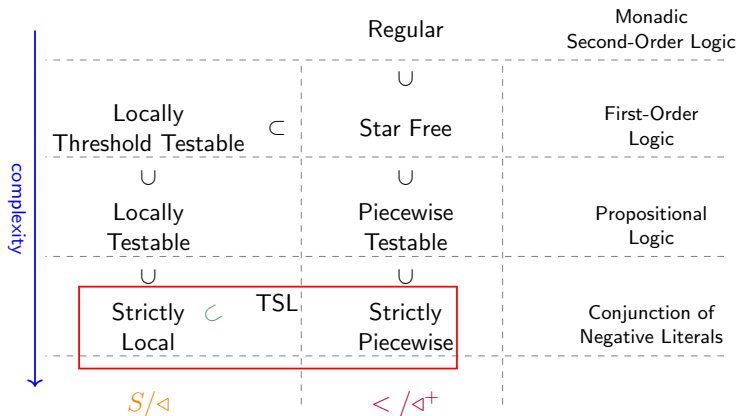 Monadic
Regular
Second-Order Logic
∪
Locally
First-Order
Threshold Testable
⊂
Star Free
Logic
∪
∪
complexity
Locally
Piecewise
Propositional
Testable
Testable
Logic
∪
∪
Strictly
⊂
TSL
Strictly
Conjunction of
Local
Piecewise
Negative Literals
S/◁
< /◁⁺